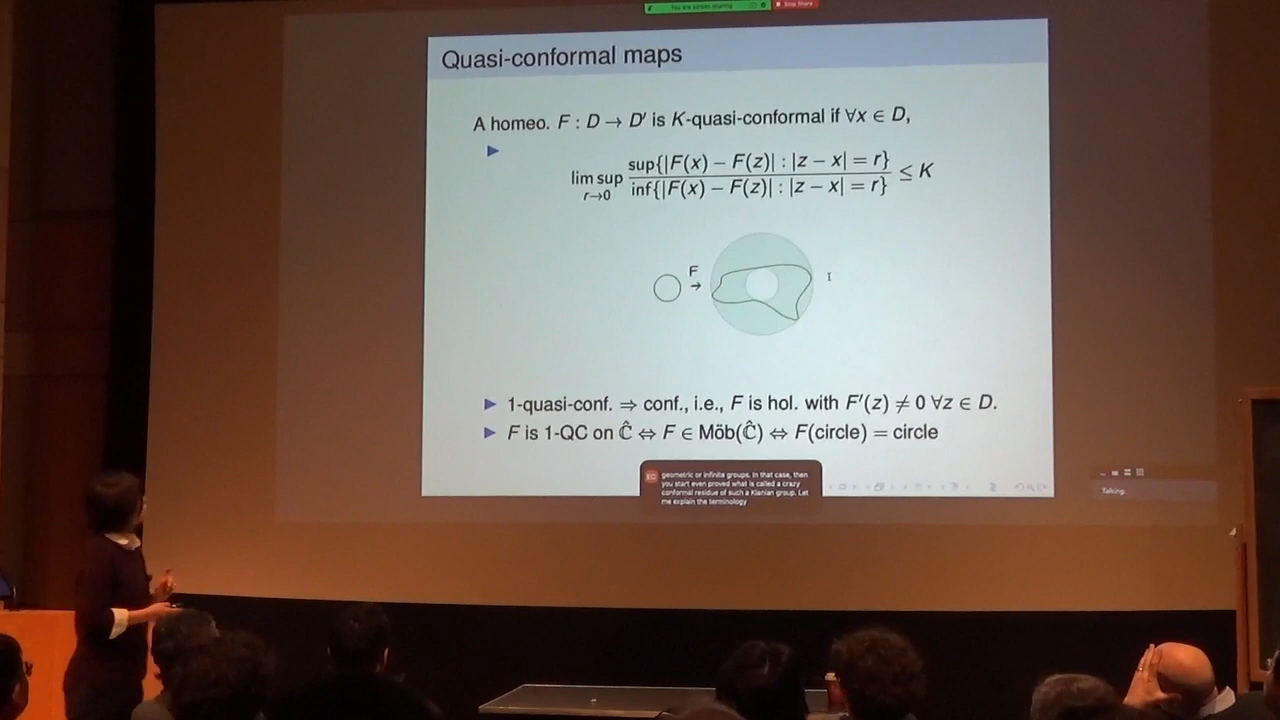 You are screen sharing
Stop Share
Quasi-conformal maps
A homeo. F : D → D′ is K-quasi-conformal if ∀x ∈ D,
lim sup r→0 sup{|F(x) − F(z)| : |z − x| = r} / inf{|F(x) − F(z)| : |z − x| = r} ≤ K
F
→
1-quasi-conf. ⇒ conf., i.e., F is hol. with F′(z) ≠ 0 ∀z ∈ D.
F is 1-QC on Ĉ ⇔ F ∈ Möb(Ĉ) ⇔ F(circle) = circle
geometric or infinite groups. In that case, then
you start even proved what is called a crazy
conformal residue of such a Klanian group. Let
me explain the terminology
Talking: